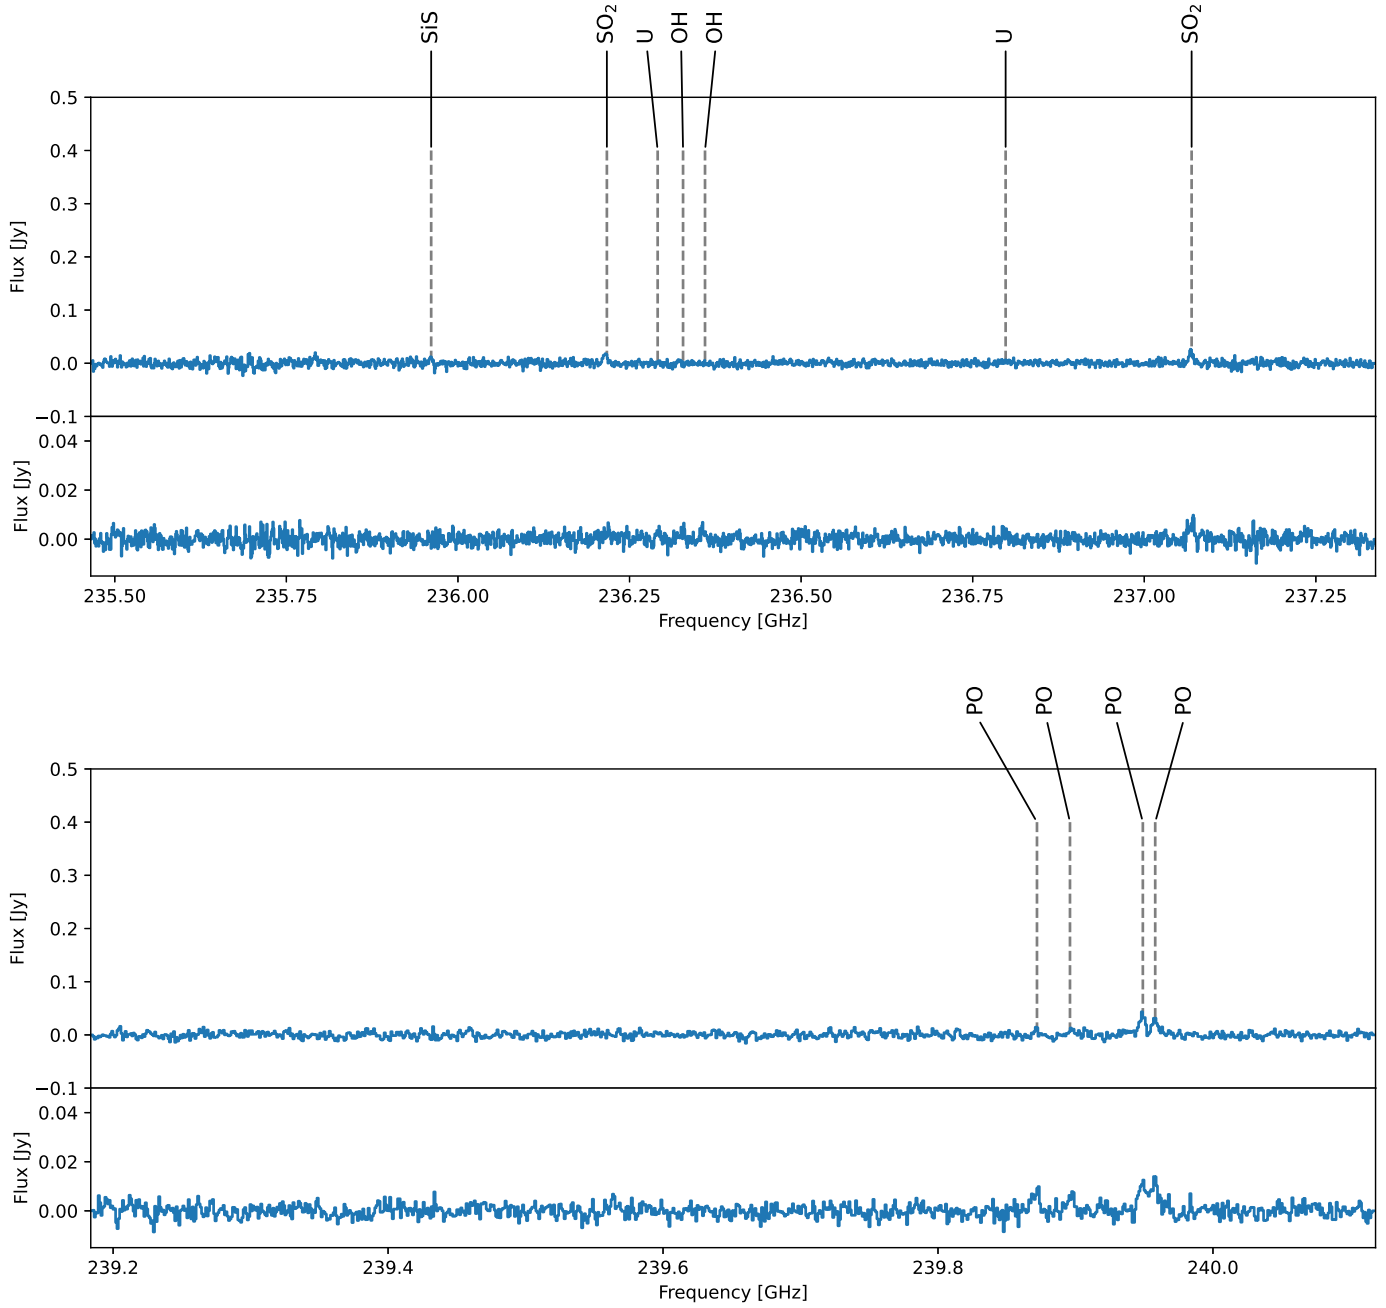 SiS SO₂ U OH OH U SO₂
0.5
0.4
0.3
0.2
0.1
0.0
−0.1
Flux [Jy]
0.04
0.02
0.00
Flux [Jy]
235.50 235.75 236.00 236.25 236.50 236.75 237.00 237.25
Frequency [GHz]
PO PO PO PO
0.5
0.4
0.3
0.2
0.1
0.0
−0.1
Flux [Jy]
0.04
0.02
0.00
Flux [Jy]
239.2 239.4 239.6 239.8 240.0
Frequency [GHz]